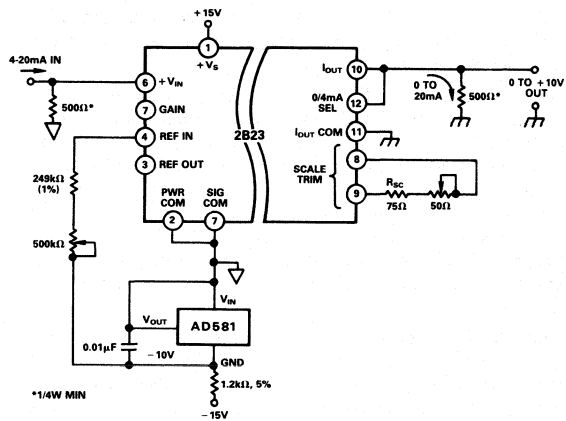 +15V
4-20mA IN
1
+VS
6
+VIN
500Ω*
7
GAIN
4
REF IN
3
REF OUT
2B23
PWR COM
2
SIG COM
7
249kΩ (1%)
500kΩ
IOUT
10
0/4mA SEL
12
IOUT COM
11
SCALE TRIM
8
9
0 TO 20mA
500Ω*
0 TO +10V OUT
RSC
75Ω
50Ω
VIN
VOUT
AD581
0.01μF
−10V
GND
1.2kΩ, 5%
−15V
*1/4W MIN